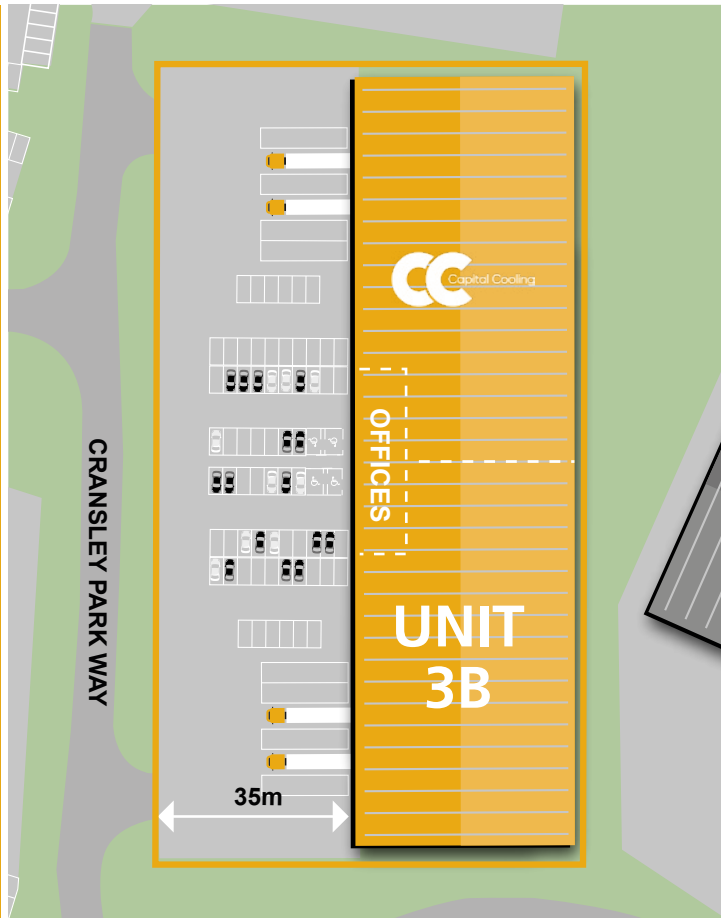 CC
Capital Cooling
OFFICES
CRANSLEY PARK WAY
UNIT
3B
35m